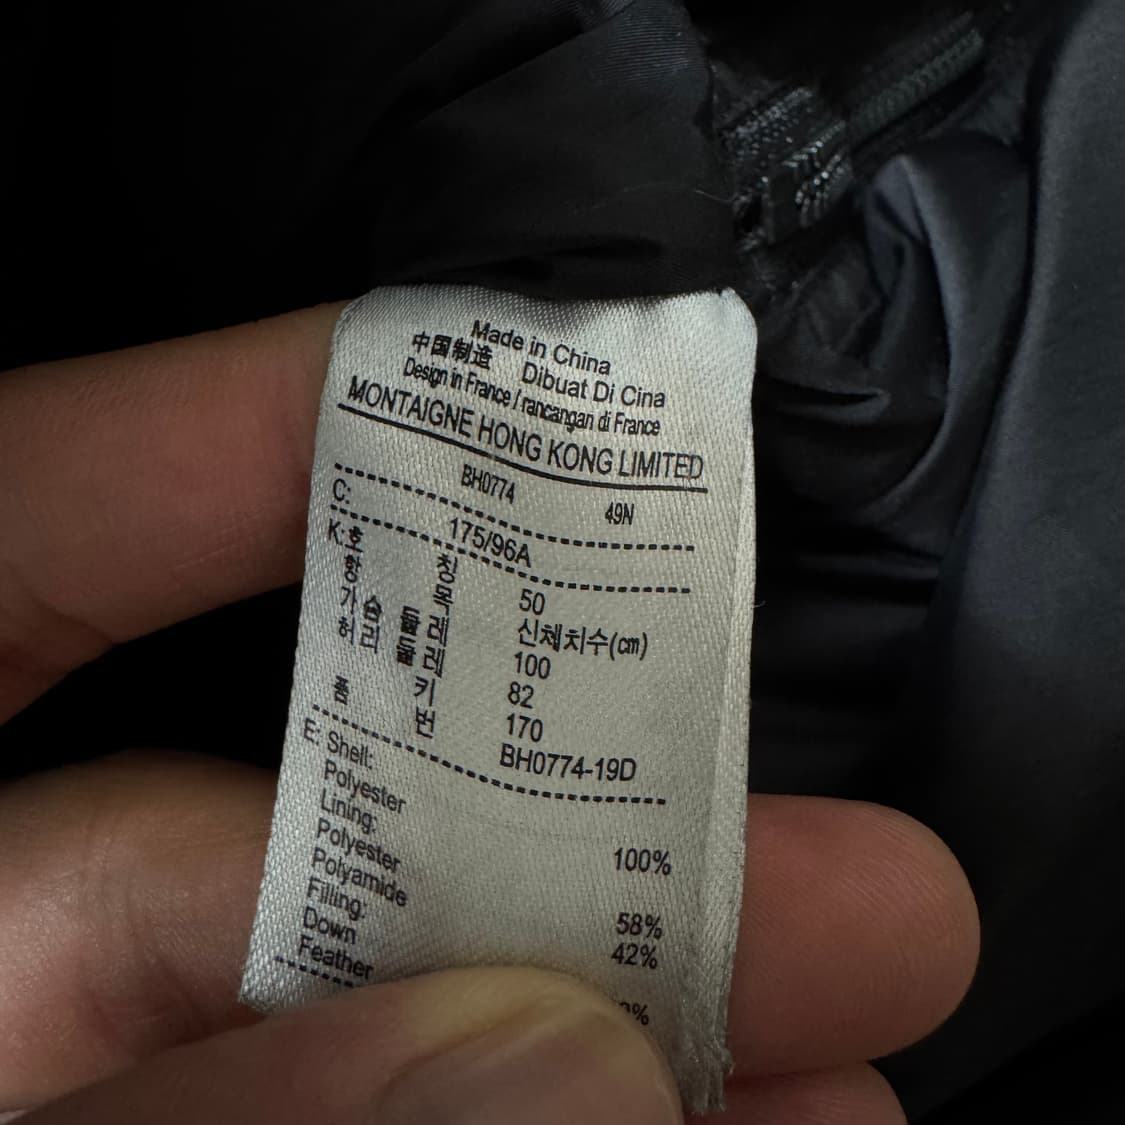 Made in China
中国制造 Dibuat Di Cina
Design in France / rancangan di France
MONTAIGNE HONG KONG LIMITED
BH0774 49N
C: 175/96A
K:호 칭 50
항 목 신체치수(㎝)
가 슴 둘 레 100
허 리 둘 레 82
키 170
품 번 BH0774-19D
E: Shell:
Polyester 100%
Lining:
Polyester 58%
Polyamide 42%
Filling:
Down
Feather